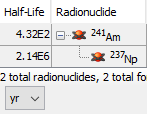 Half-Life Radionuclide
4.32E2 ²⁴¹Am
2.14E6 ²³⁷Np
2 total radionuclides, 2 total fo
yr